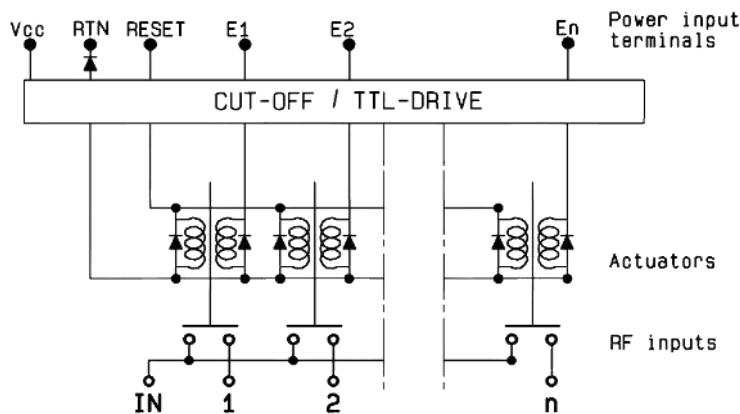 Vcc RTN RESET E1 E2 En Power input
terminals
CUT-OFF / TTL-DRIVE
Actuators
RF inputs
IN 1 2 n